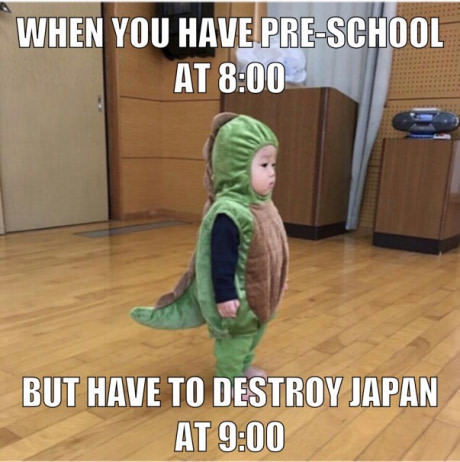 WHEN YOU HAVE PRE-SCHOOL
AT 8:00
BUT HAVE TO DESTROY JAPAN
AT 9:00